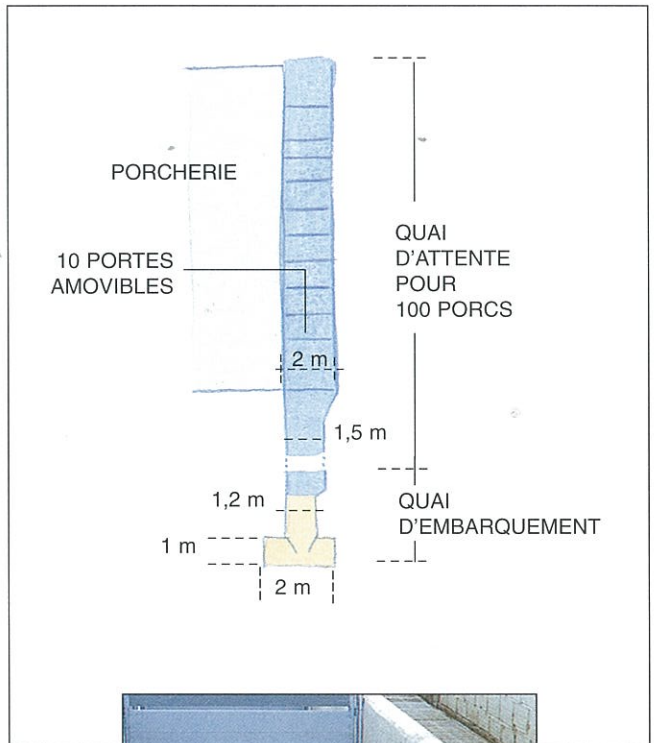 PORCHERIE
10 PORTES
AMOVIBLES
QUAI
D'ATTENTE
POUR
100 PORCS
2 m
1,5 m
1,2 m
QUAI
D'EMBARQUEMENT
1 m
2 m